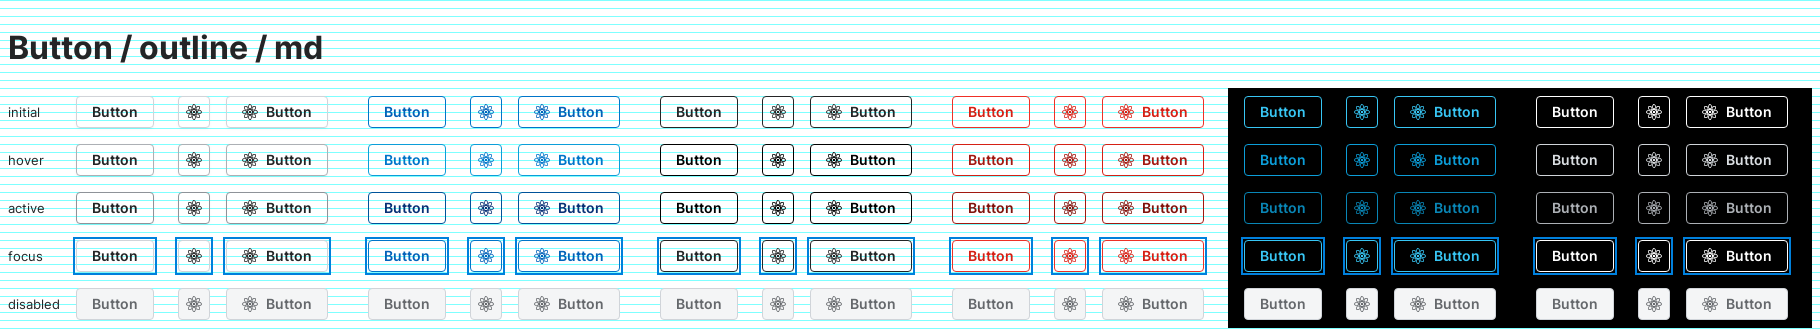 Button / outline / md
initial Button Button Button Button Button Button Button Button Button Button Button Button
hover Button Button Button Button Button Button Button Button Button Button Button Button
active Button Button Button Button Button Button Button Button Button Button Button Button
focus Button Button Button Button Button Button Button Button Button Button Button Button
disabled Button Button Button Button Button Button Button Button Button Button Button Button